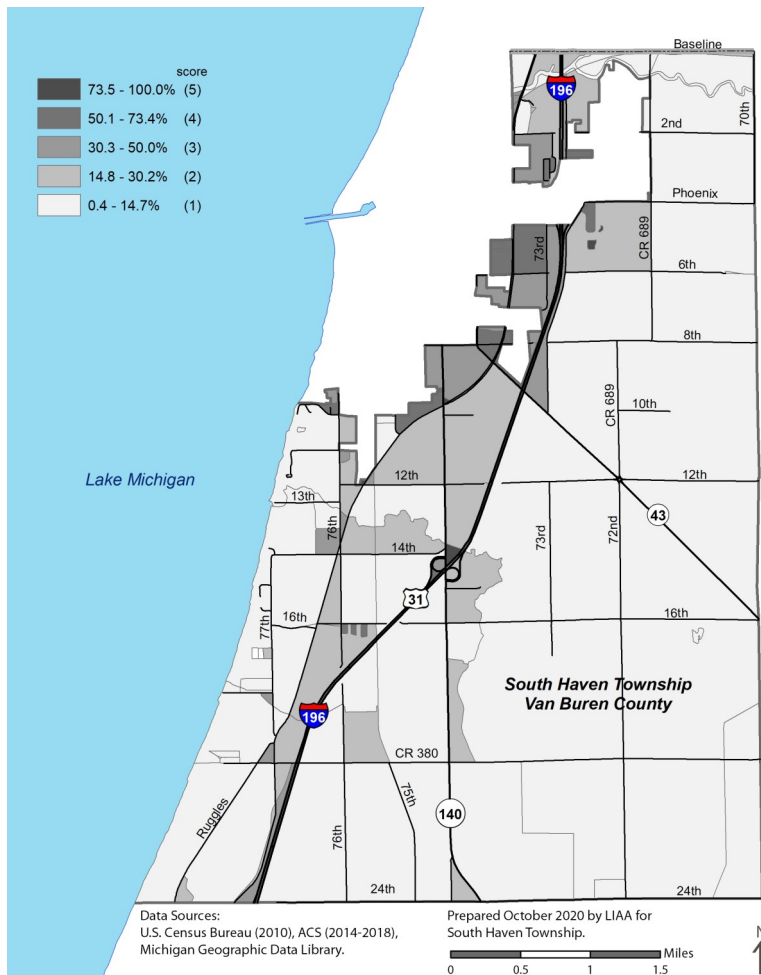 score
73.5 - 100.0% (5)
50.1 - 73.4% (4)
30.3 - 50.0% (3)
14.8 - 30.2% (2)
0.4 - 14.7% (1)
Baseline
196
2nd
70th
Phoenix
73rd
CR 689
6th
8th
CR 689
10th
Lake Michigan
12th
12th
13th
76th
43
14th
73rd
72nd
31
16th
16th
77th
South Haven Township
Van Buren County
196
CR 380
Ruggles
75th
140
76th
24th
24th
Data Sources:
U.S. Census Bureau (2010), ACS (2014-2018),
Michigan Geographic Data Library.
Prepared October 2020 by LIAA for
South Haven Township.
N
Miles
0 0.5 1 1.5